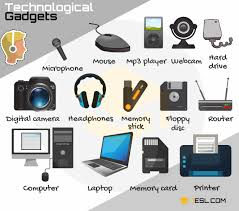 Technological
Gadgets
Microphone
Mouse
Mp3 player
Webcam
Hard
drive
Digital camera
Headphones
Memory
stick
Floppy
disc
Router
Computer
Laptop
Memory card
Printer
7 ESL.COM